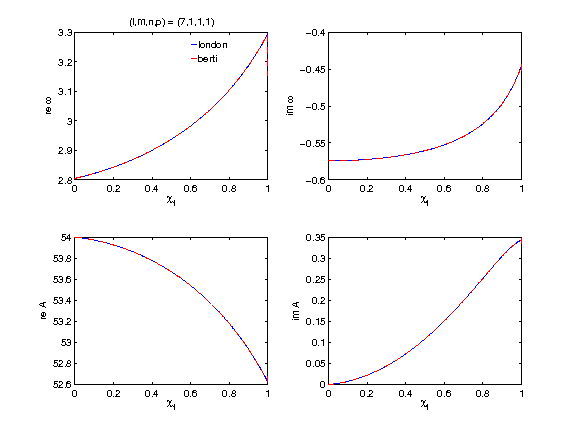 (l,m,n,p) = (7,1,1,1)
3.3
3.2
3.1
3
2.9
2.8
re ω
0 0.2 0.4 0.6 0.8 1
χf
london
berti
−0.4
−0.45
−0.5
−0.55
−0.6
im ω
0 0.2 0.4 0.6 0.8 1
χf
54
53.8
53.6
53.4
53.2
53
52.8
52.6
re A
0 0.2 0.4 0.6 0.8 1
χf
0.35
0.3
0.25
0.2
0.15
0.1
0.05
0
im A
0 0.2 0.4 0.6 0.8 1
χf